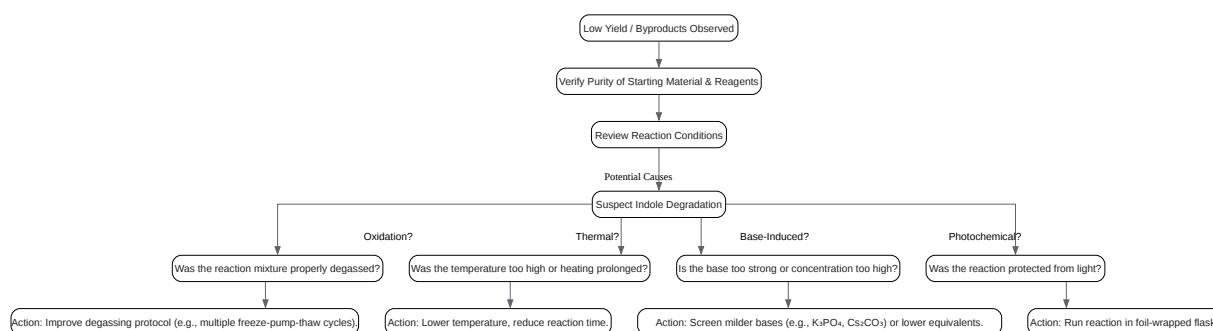 Low Yield / Byproducts Observed
Verify Purity of Starting Material & Reagents
Review Reaction Conditions
Potential Causes
Suspect Indole Degradation
Oxidation?
Thermal?
Base-Induced?
Photochemical?
Was the reaction mixture properly degassed?
Was the temperature too high or heating prolonged?
Is the base too strong or concentration too high?
Was the reaction protected from light?
Action: Improve degassing protocol (e.g., multiple freeze-pump-thaw cycles).
Action: Lower temperature, reduce reaction time.
Action: Screen milder bases (e.g., K₃PO₄, Cs₂CO₃) or lower equivalents.
Action: Run reaction in foil-wrapped flask